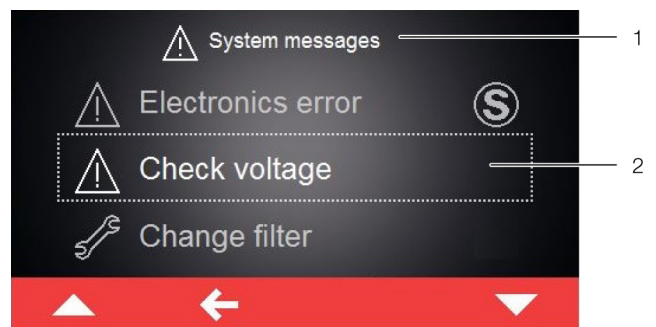 System messages 1
Electronics error S
Check voltage 2
Change filter